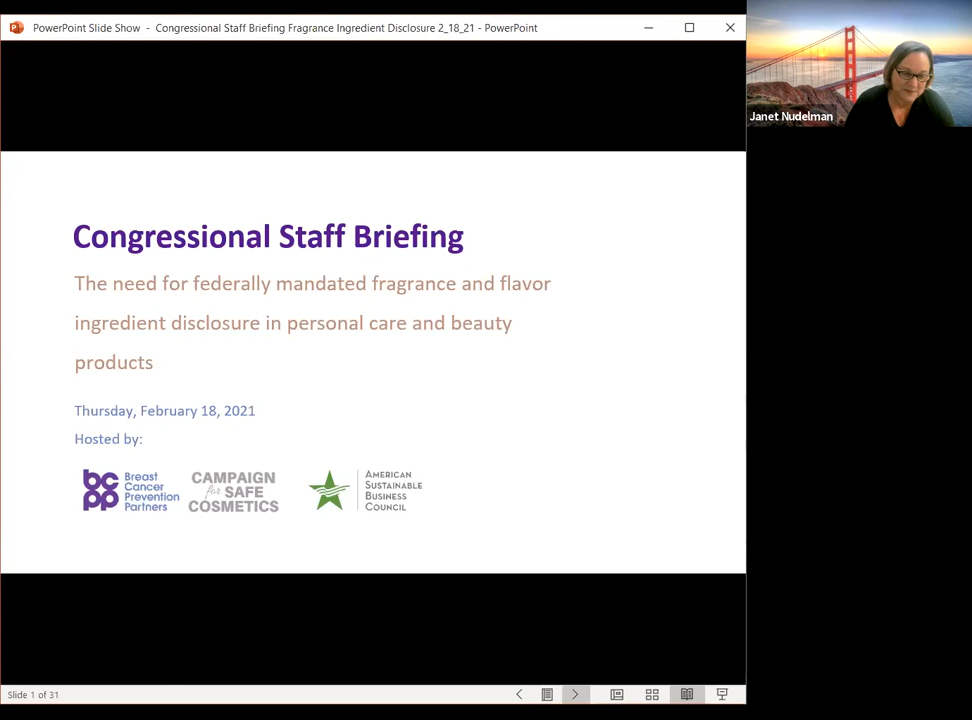 PowerPoint Slide Show - Congressional Staff Briefing Fragrance Ingredient Disclosure 2_18_21 - PowerPoint
Janet Nudelman
Congressional Staff Briefing
The need for federally mandated fragrance and flavor
ingredient disclosure in personal care and beauty
products
Thursday, February 18, 2021
Hosted by:
bc
pp
Breast
Cancer
Prevention
Partners
CAMPAIGN
for SAFE
COSMETICS
AMERICAN
SUSTAINABLE
BUSINESS
COUNCIL
Slide 1 of 31